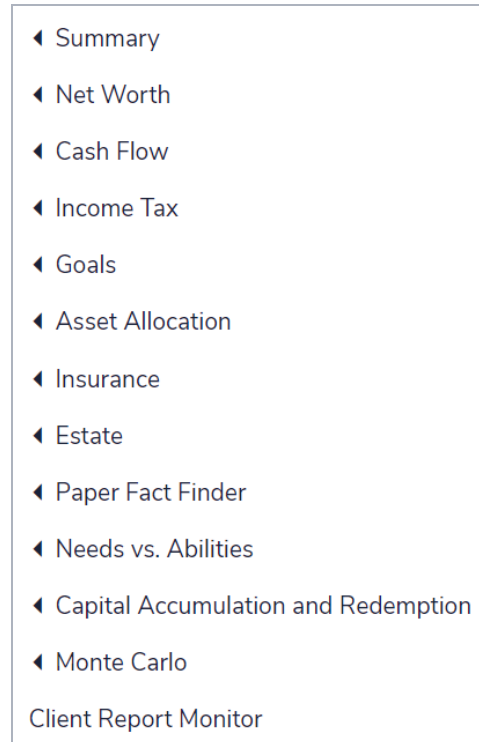 Summary
Net Worth
Cash Flow
Income Tax
Goals
Asset Allocation
Insurance
Estate
Paper Fact Finder
Needs vs. Abilities
Capital Accumulation and Redemption
Monte Carlo
Client Report Monitor